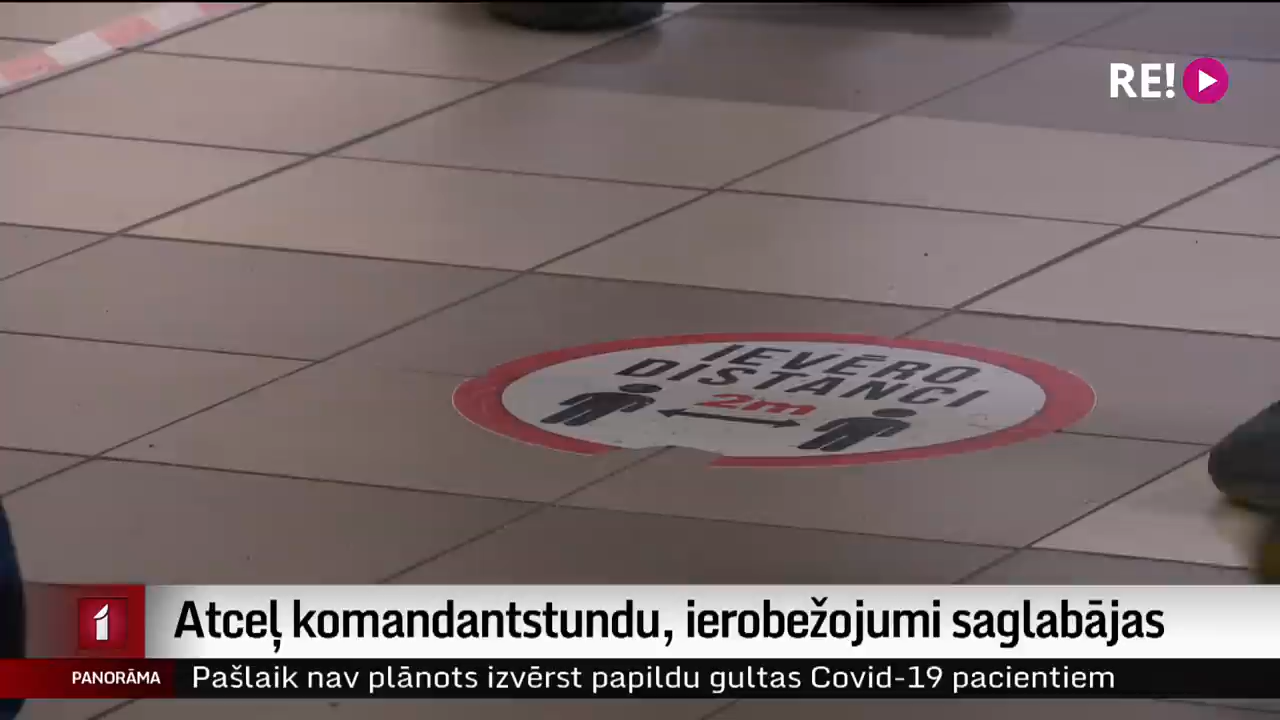 RE!
IEVĒRO
DISTANCI
2m
1
Atceļ komandantstundu, ierobežojumi saglabājas
PANORĀMA
Pašlaik nav plānots izvērst papildu gultas Covid-19 pacientiem